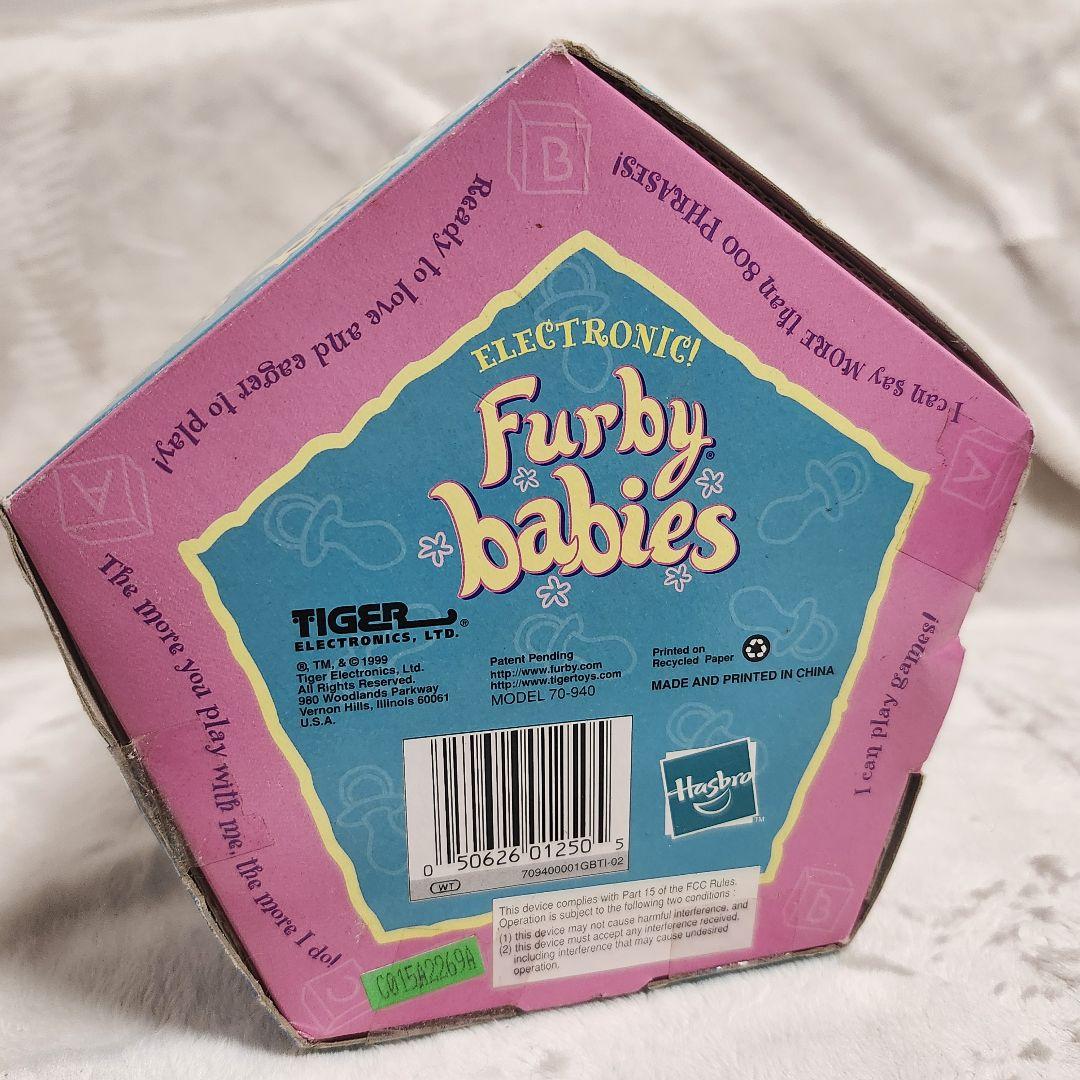 B
Ready to love and eager to play!
I can say MORE than 800 PHRASES!
A
A
ELECTRONIC!
Furby®
babies
The more you play with me, the more I do!
I can play games!
TIGER®
ELECTRONICS, LTD.
®, TM, & © 1999
Tiger Electronics, Ltd.
All Rights Reserved.
980 Woodlands Parkway
Vernon Hills, Illinois 60061
U.S.A.
Patent Pending
http://www.furby.com
http://www.tigertoys.com
MODEL 70-940
Printed on
Recycled Paper
MADE AND PRINTED IN CHINA
Hasbro
TM
0 50626 01250 5
WT 709400001GBTI-02
This device complies with Part 15 of the FCC Rules.
Operation is subject to the following two conditions :
(1) this device may not cause harmful interference, and
(2) this device must accept any interference received,
including interference that may cause undesired
operation.
B
C
C015A2269A